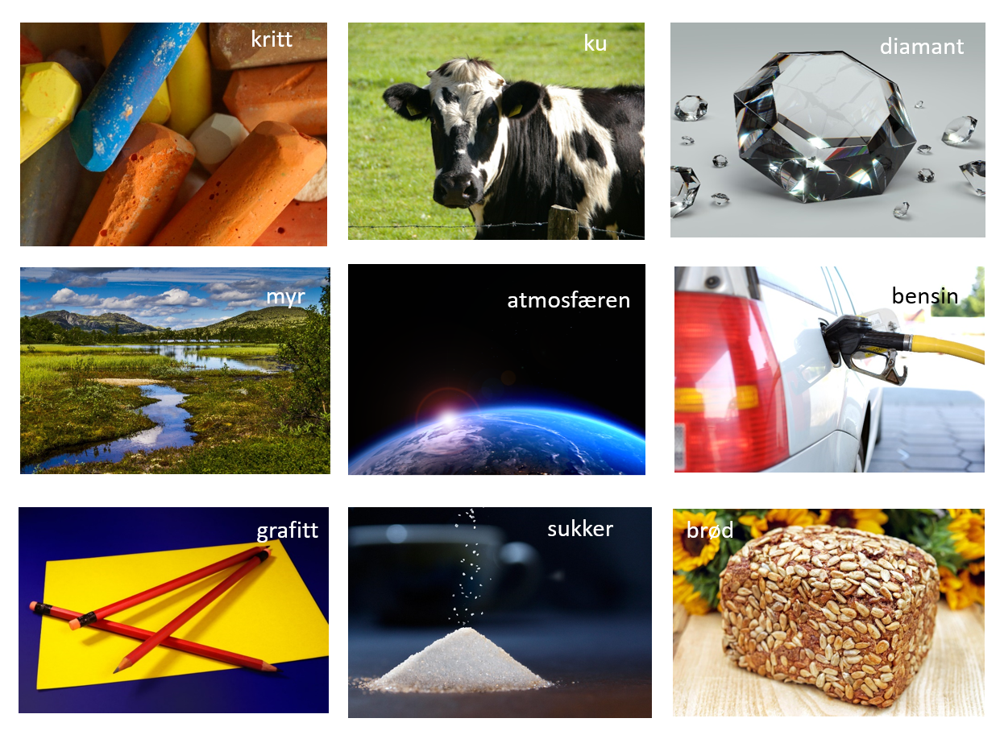 kritt
ku
diamant
myr
atmosfæren
bensin
grafitt
sukker
brød